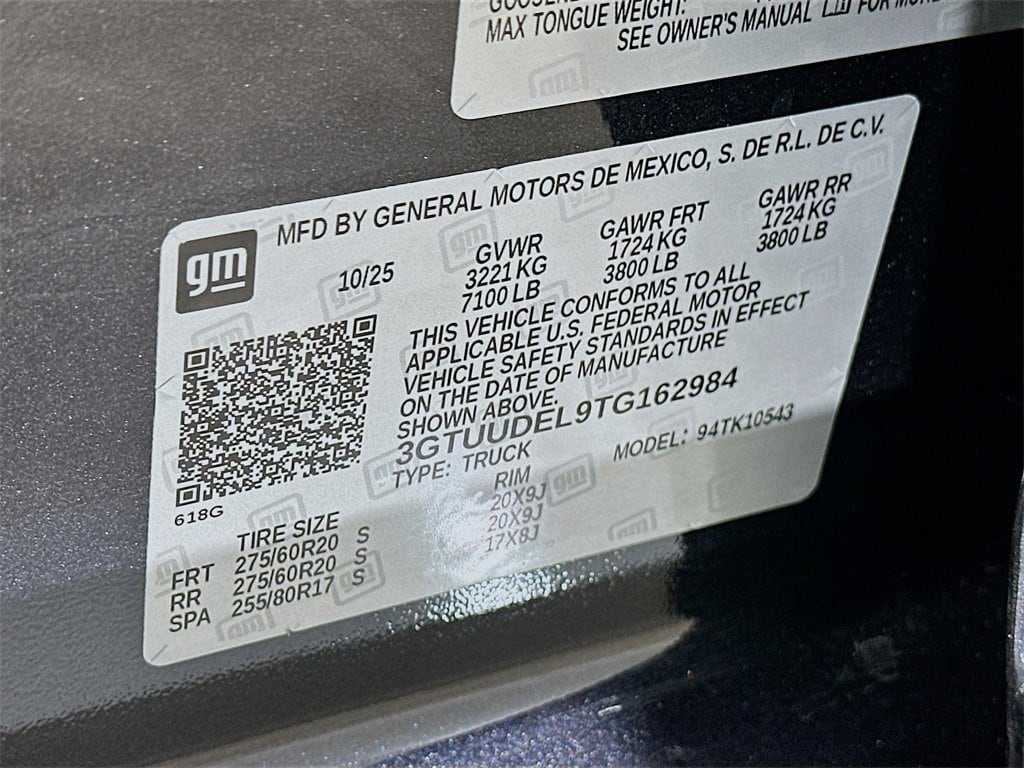 MAX TONGUE WEIGHT:
SEE OWNER'S MANUAL FOR MORE
MFD BY GENERAL MOTORS DE MEXICO, S. DE R.L. DE C.V.
gm
10/25
GVWR GAWR FRT GAWR RR
3221 KG 1724 KG 1724 KG
7100 LB 3800 LB 3800 LB
THIS VEHICLE CONFORMS TO ALL
APPLICABLE U.S. FEDERAL MOTOR
VEHICLE SAFETY STANDARDS IN EFFECT
ON THE DATE OF MANUFACTURE
SHOWN ABOVE.
3GTUUDEL9TG162984
TYPE: TRUCK MODEL: 94TK10543
618G
TIRE SIZE RIM
FRT 275/60R20 S 20X9J
RR 275/60R20 S 20X9J
SPA 255/80R17 S 17X8J